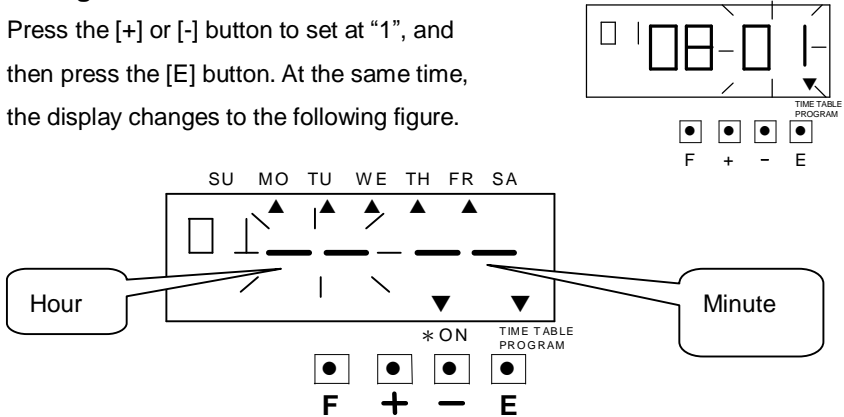 Press the [+] or [-] button to set at “1”, and
then press the [E] button. At the same time,
the display changes to the following figure.
01 08-01
TIME TABLE
PROGRAM
F + - E
SU MO TU WE TH FR SA
01 -- --
Hour
Minute
*ON TIME TABLE
PROGRAM
F + - E